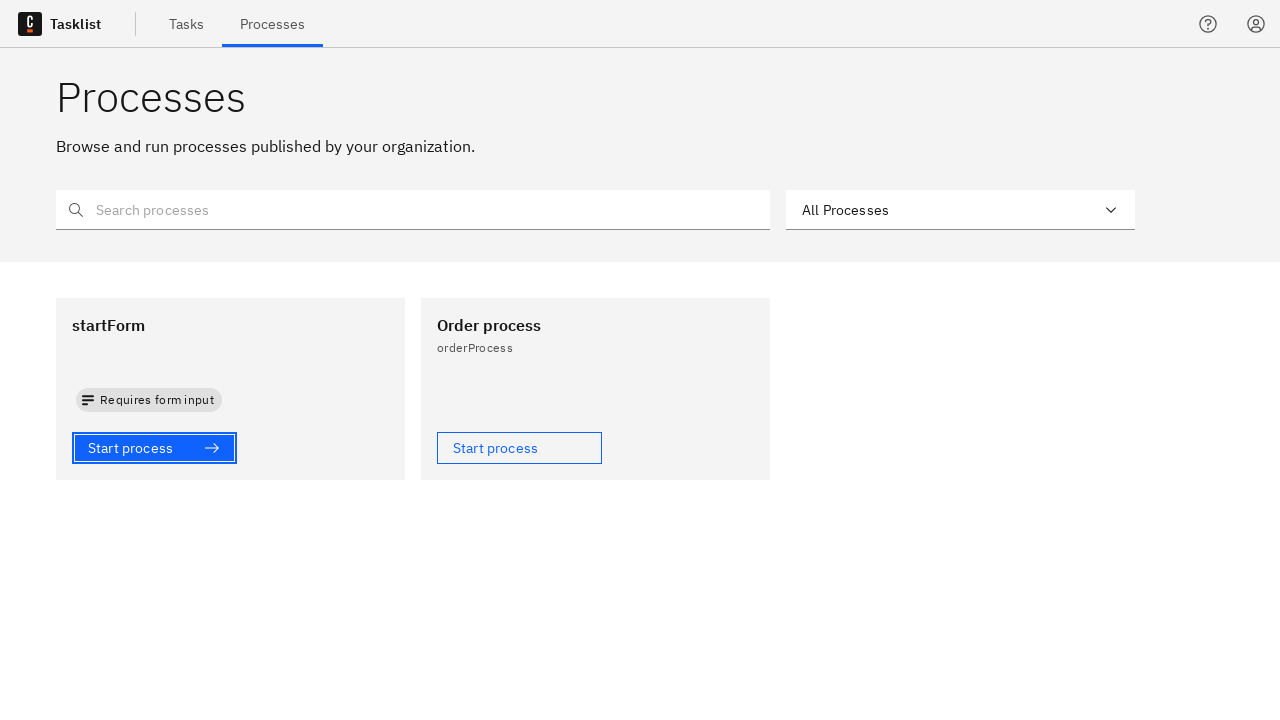 Tasklist
Tasks
Processes
Processes
Browse and run processes published by your organization.
Search processes
All Processes
startForm
Requires form input
Start process
Order process
orderProcess
Start process